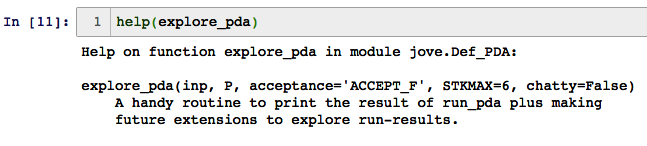 In [11]: 1 help(explore_pda)
Help on function explore_pda in module jove.Def_PDA:
explore_pda(inp, P, acceptance='ACCEPT_F', STKMAX=6, chatty=False)
A handy routine to print the result of run_pda plus making
future extensions to explore run-results.